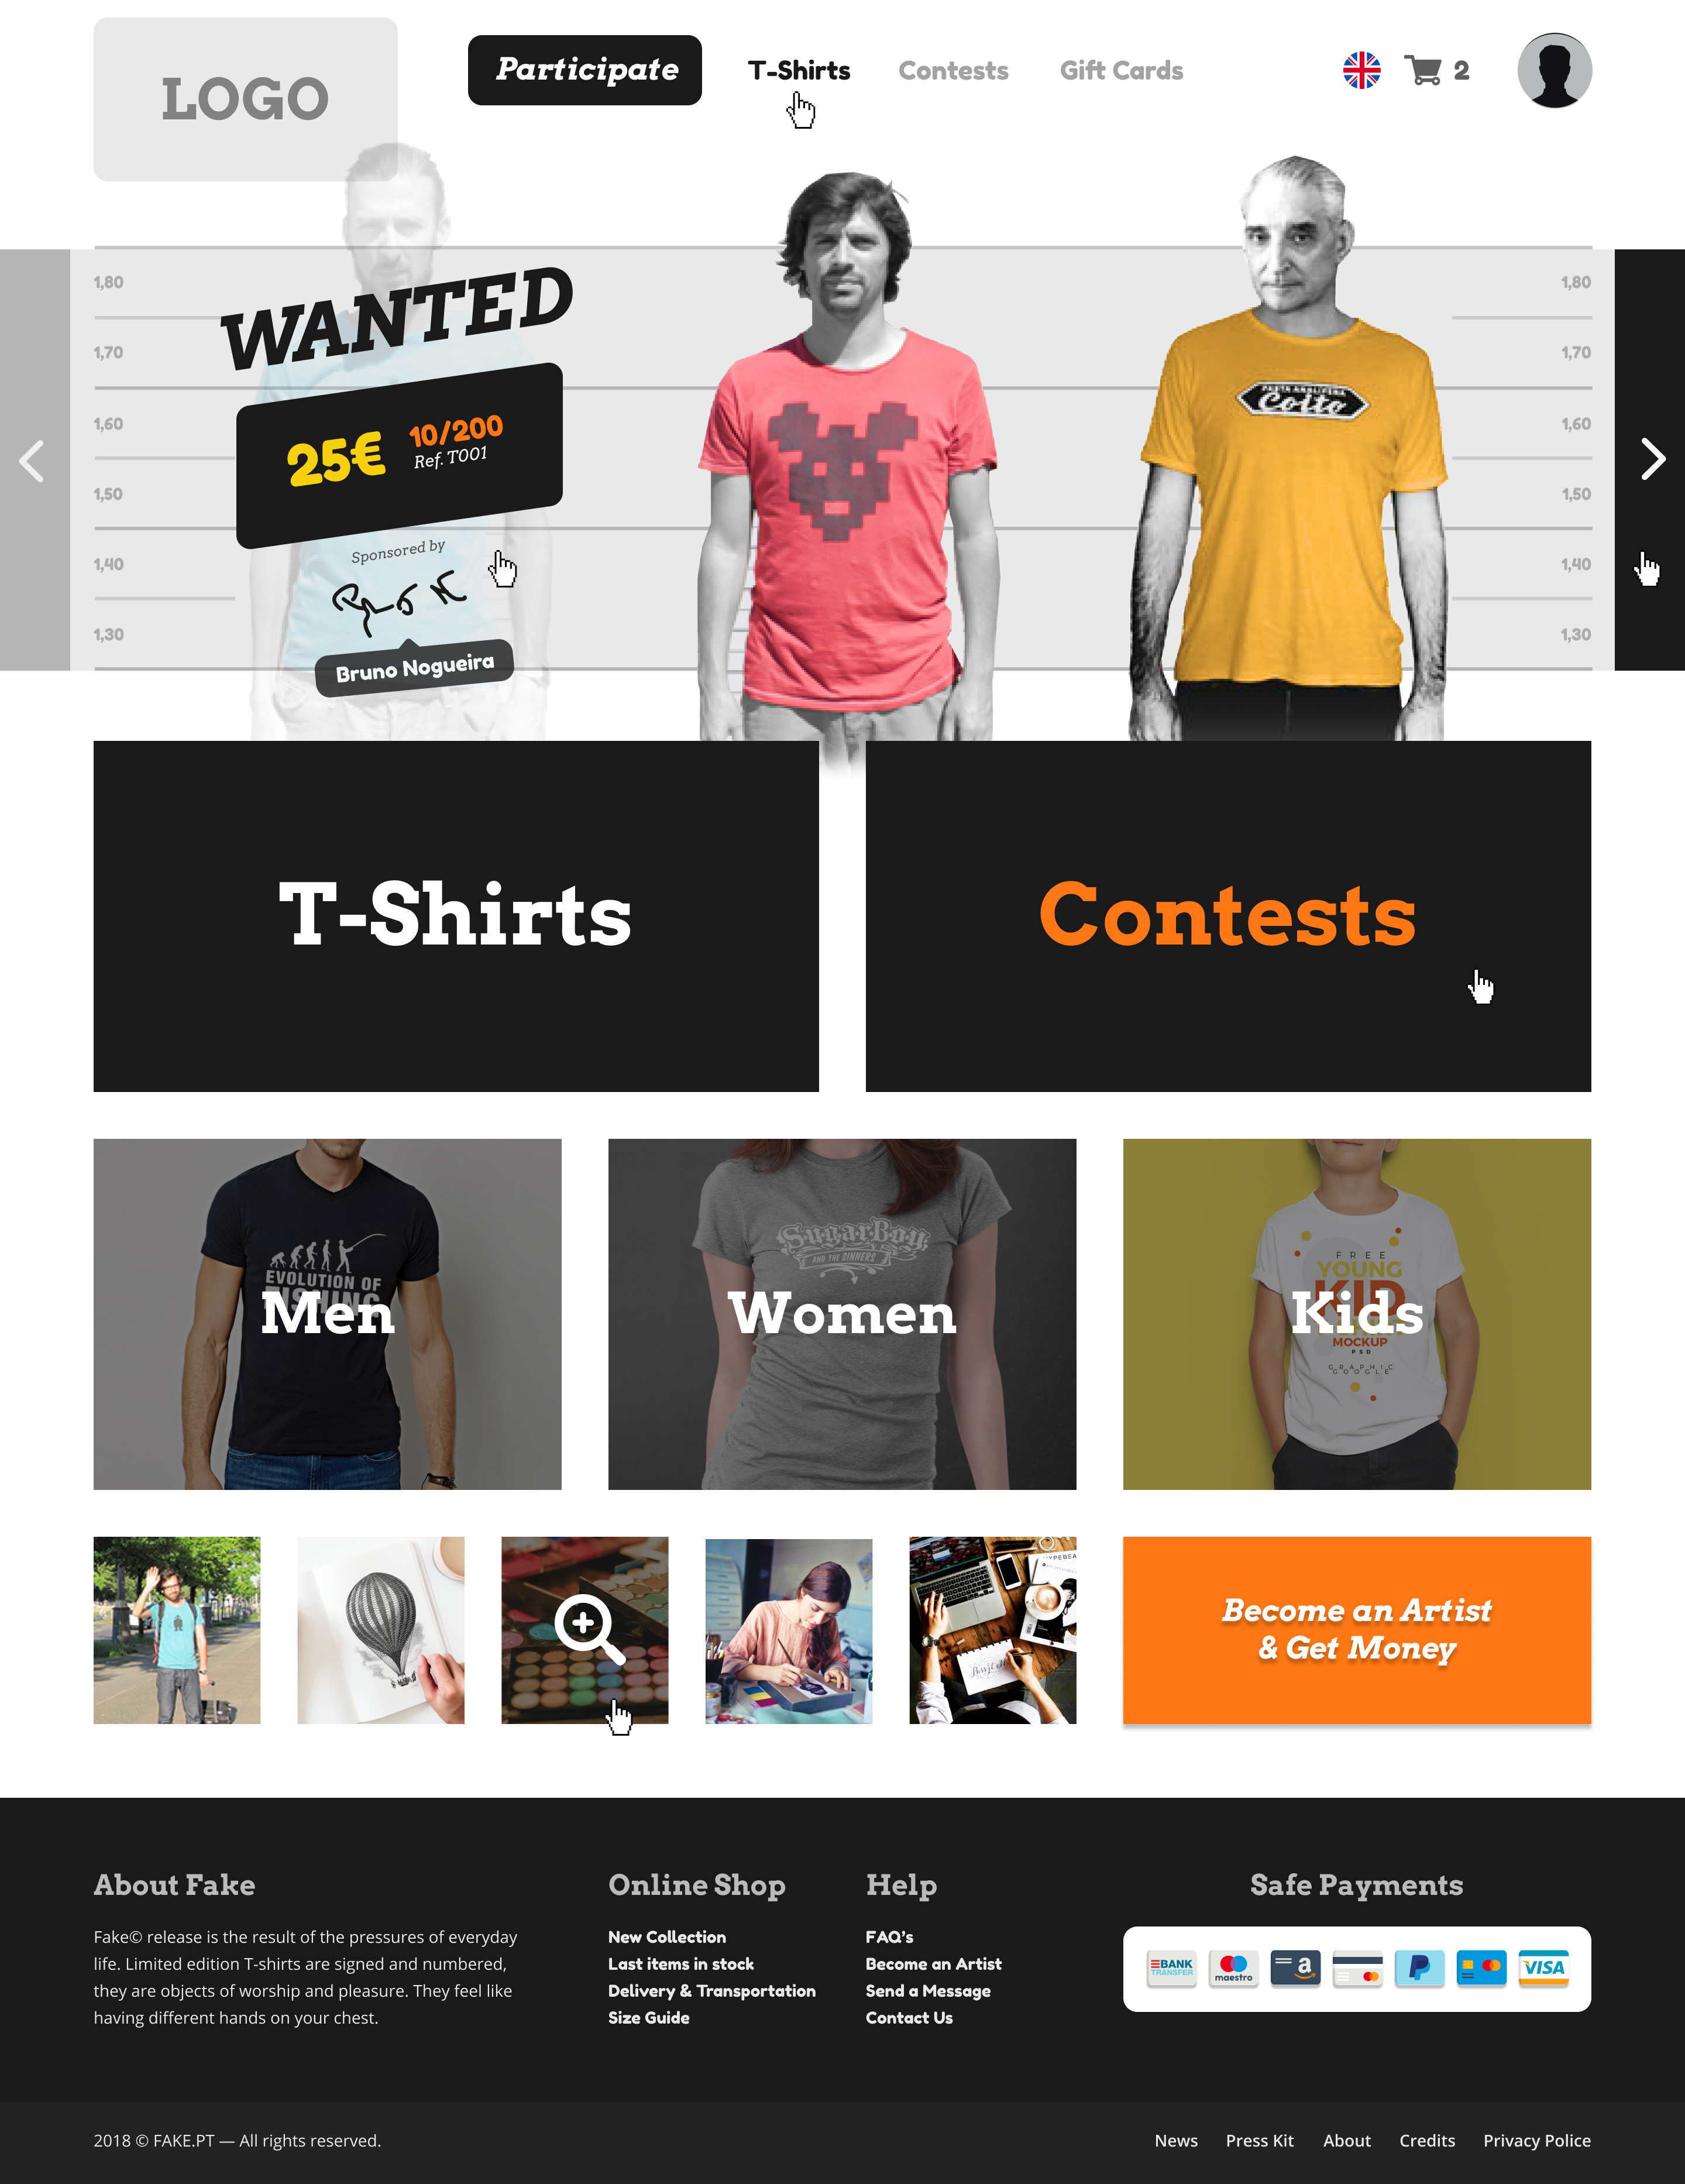 LOGO
Participate
T-Shirts
Contests
Gift Cards
2
1,80
1,70
1,60
1,50
1,40
1,30
WANTED
25€
10/200
Ref. T001
Sponsored by
Bruno Nogueira
Coito
1,80
1,70
1,60
1,50
1,40
1,30
T-Shirts
Contests
EVOLUTION OF
FISHING
Men
SugarBoy
AND THE SINNERS
Women
FREE
YOUNG
KID
MOCKUP
PSD
GRAPHIC
GOOGLE
Kids
Become an Artist
& Get Money
About Fake
Fake© release is the result of the pressures of everyday
life. Limited edition T-shirts are signed and numbered,
they are objects of worship and pleasure. They feel like
having different hands on your chest.
Online Shop
New Collection
Last items in stock
Delivery & Transportation
Size Guide
Help
FAQ's
Become an Artist
Send a Message
Contact Us
Safe Payments
BANK
TRANSFER
maestro
a
P
VISA
2018 © FAKE.PT — All rights reserved.
News
Press Kit
About
Credits
Privacy Police